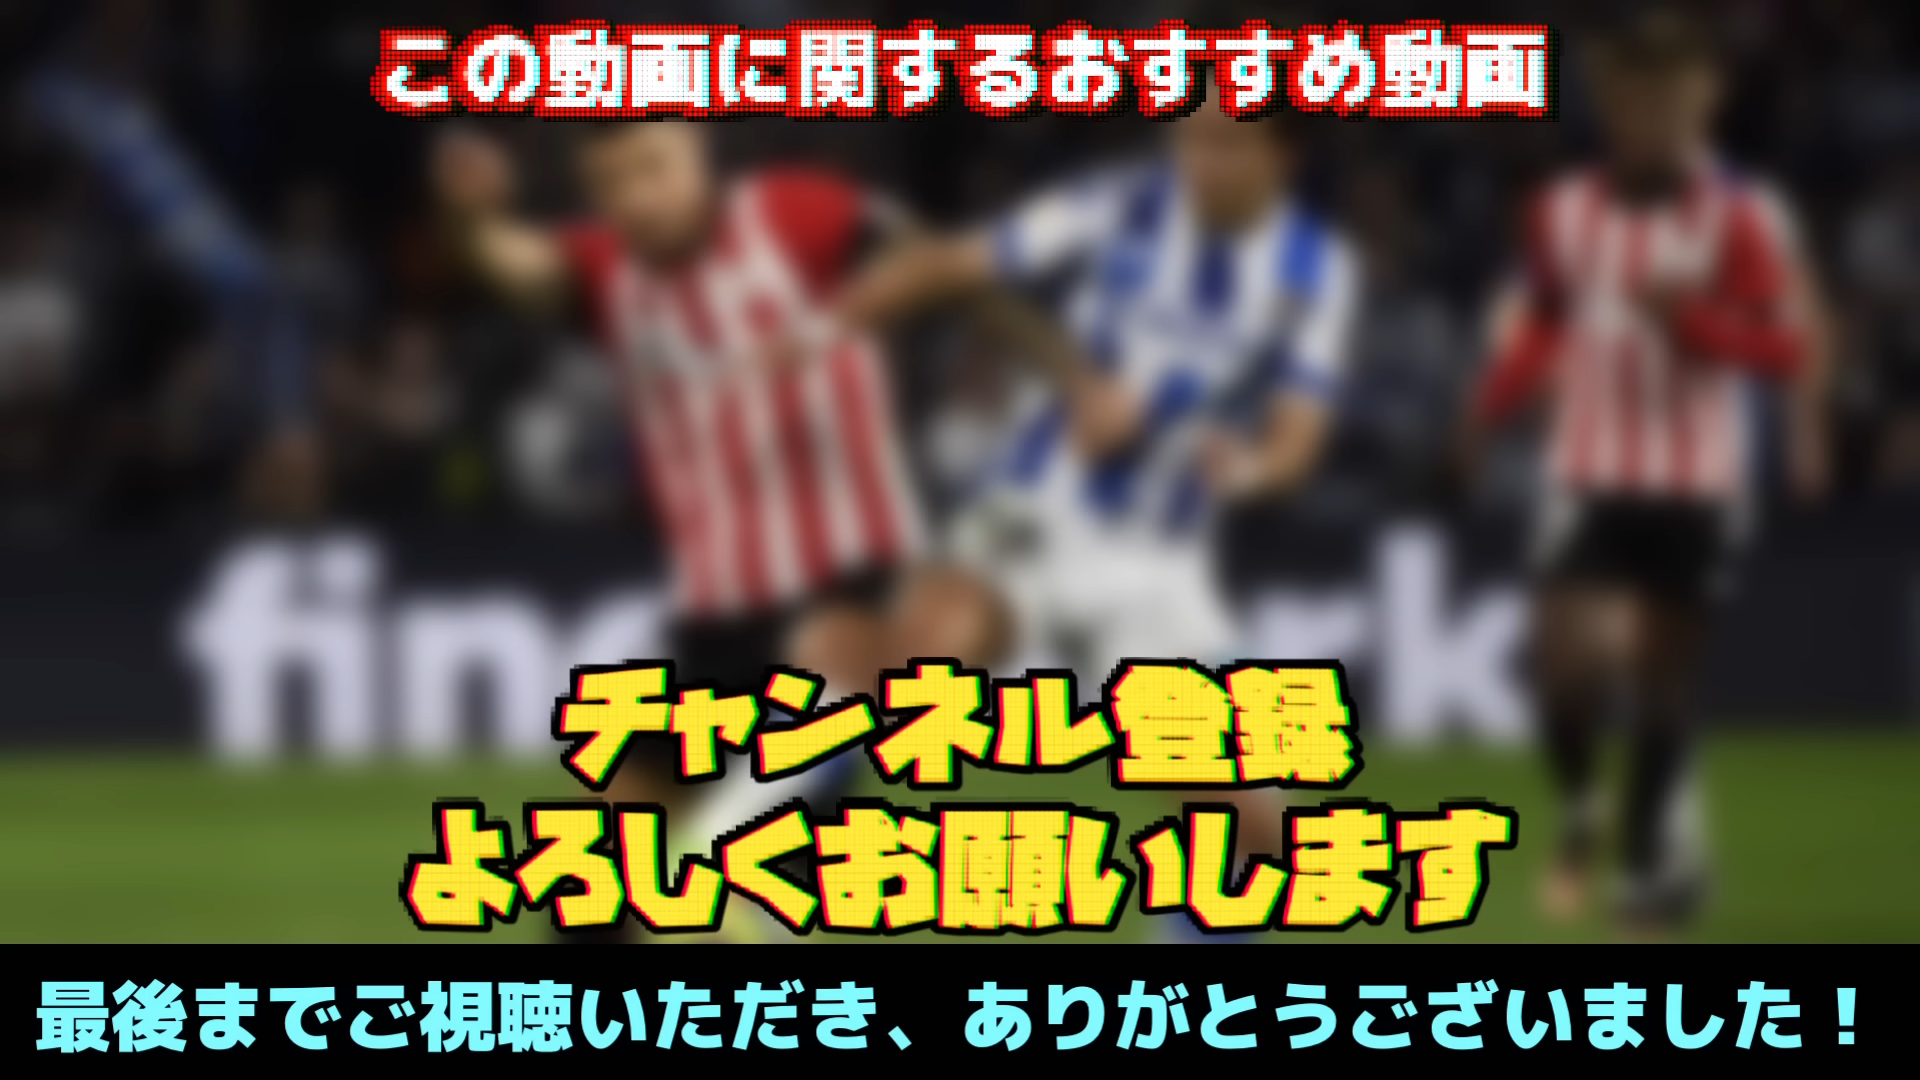 この動画に関するおすすめ動画
チャンネル登録
よろしくお願いします
最後までご視聴いただき、ありがとうございました！